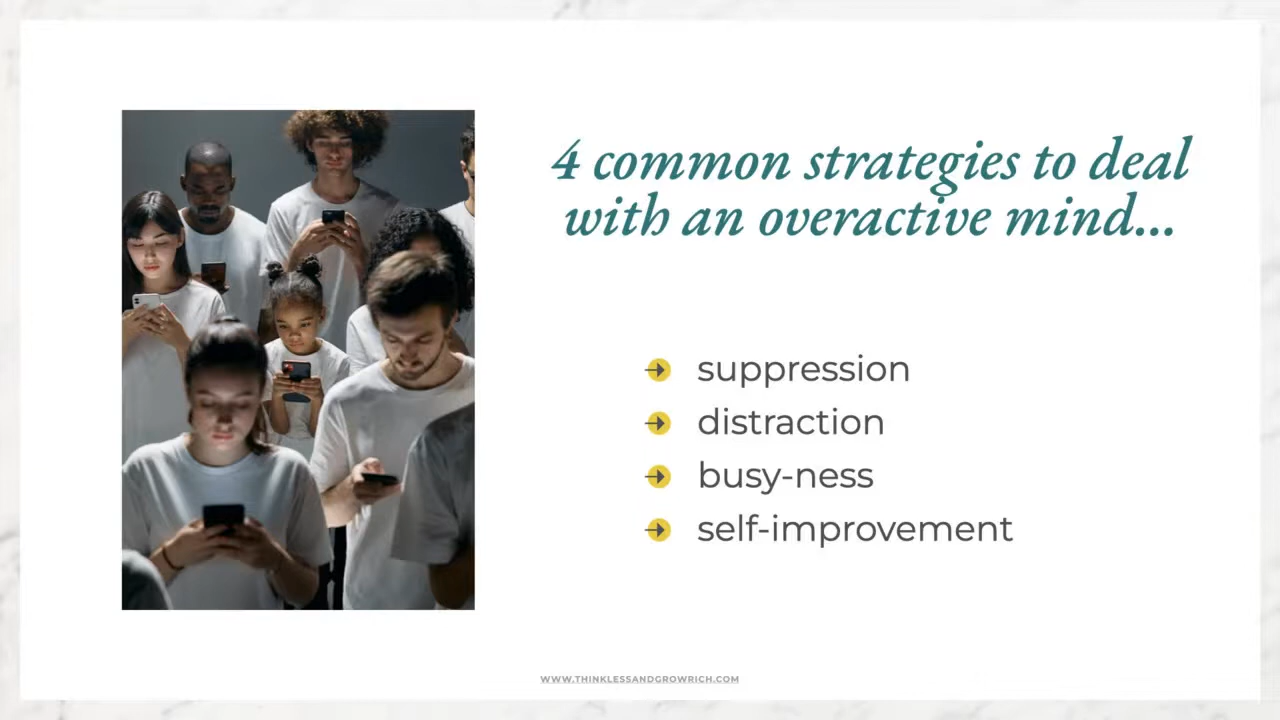 4 common strategies to deal
with an overactive mind...
suppression
distraction
busy-ness
self-improvement
WWW.THINKLESSANDGROWRICH.COM